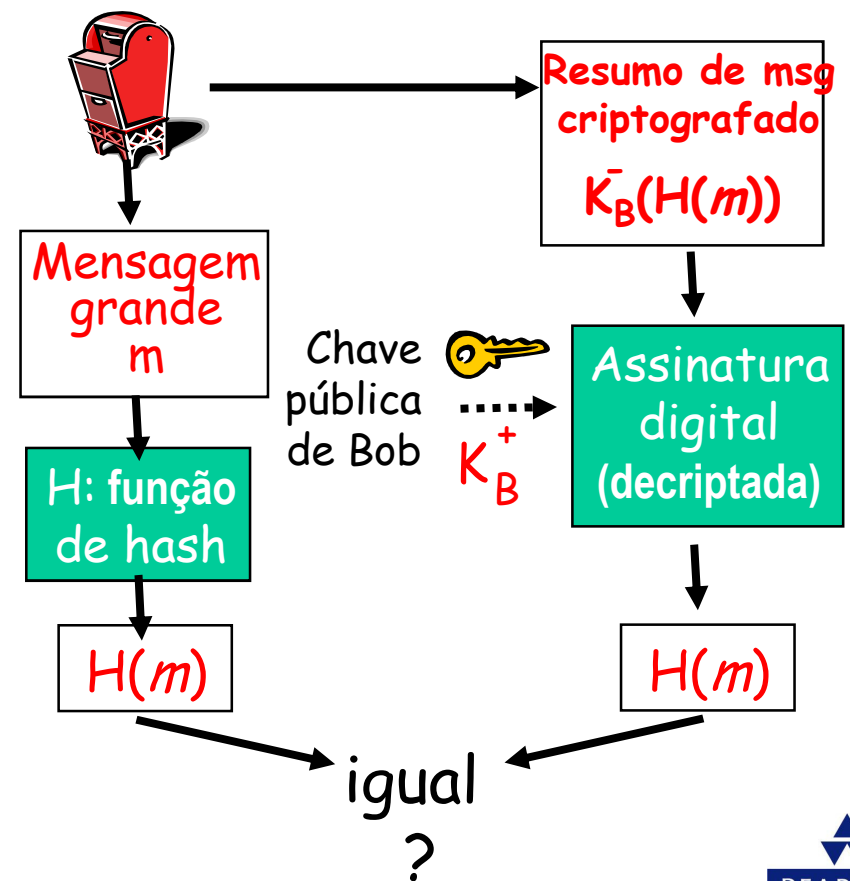 Resumo de msg
criptografado
K⁻B(H(m))
Mensagem
grande
m
Chave
pública
de Bob
K⁺B
Assinatura
digital
(decriptada)
H: função
de hash
H(m)
H(m)
igual
?